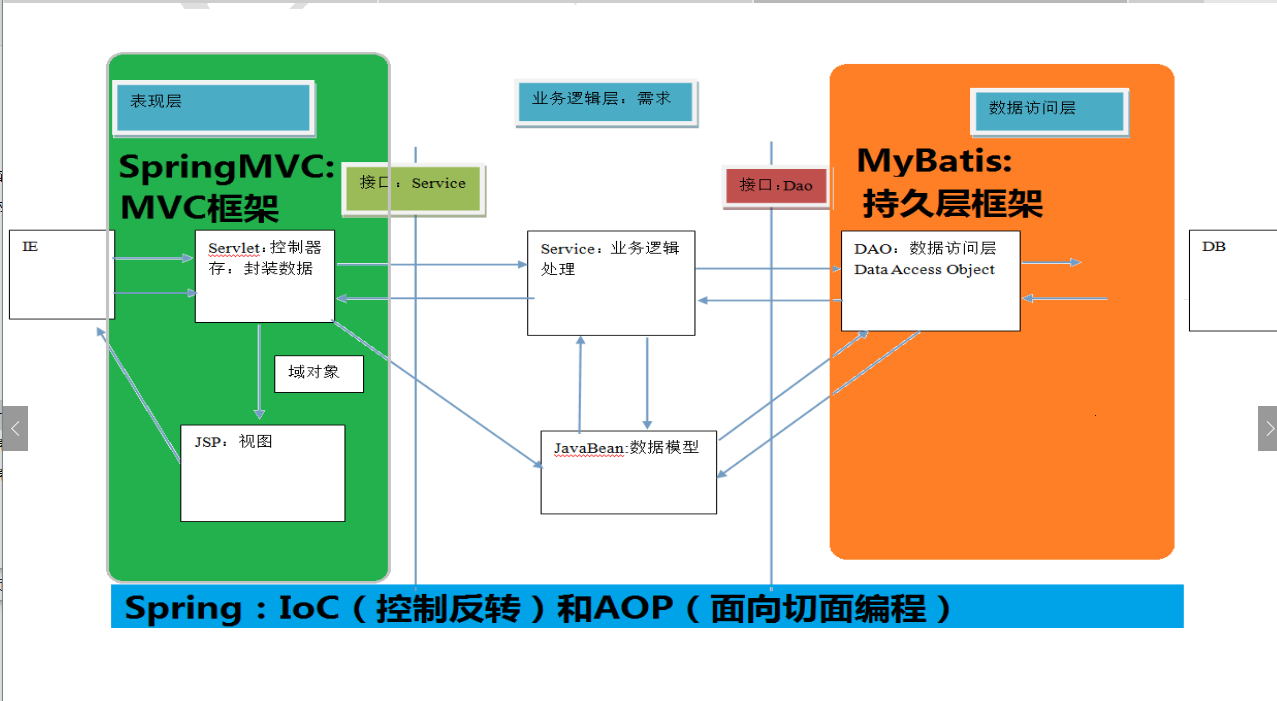 表现层
业务逻辑层：需求
数据访问层
SpringMVC:
MVC框架
接口：Service
接口:Dao
MyBatis:
持久层框架
IE
Servlet:控制器
存：封装数据
Service：业务逻辑
处理
DAO：数据访问层
Data Access Object
DB
域对象
JSP：视图
JavaBean:数据模型
Spring：IoC（控制反转）和AOP（面向切面编程）